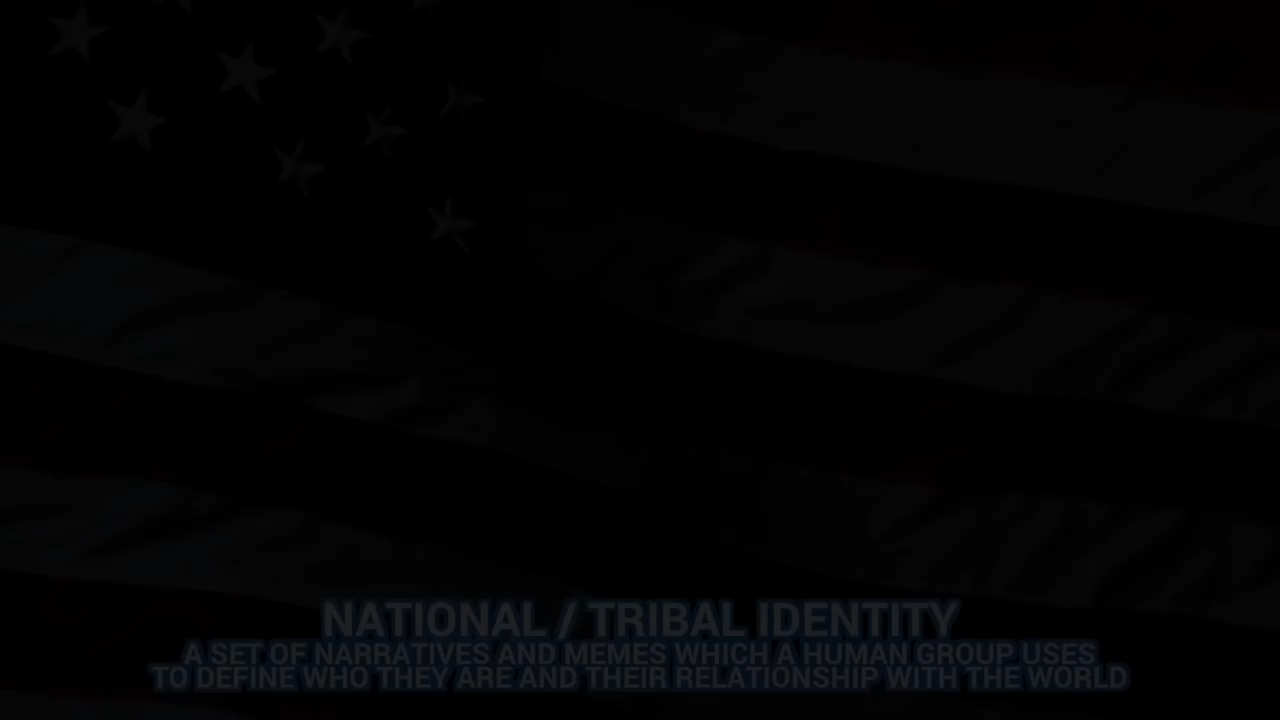 NATIONAL / TRIBAL IDENTITY
A SET OF NARRATIVES AND MEMES WHICH A HUMAN GROUP USES
TO DEFINE WHO THEY ARE AND THEIR RELATIONSHIP WITH THE WORLD